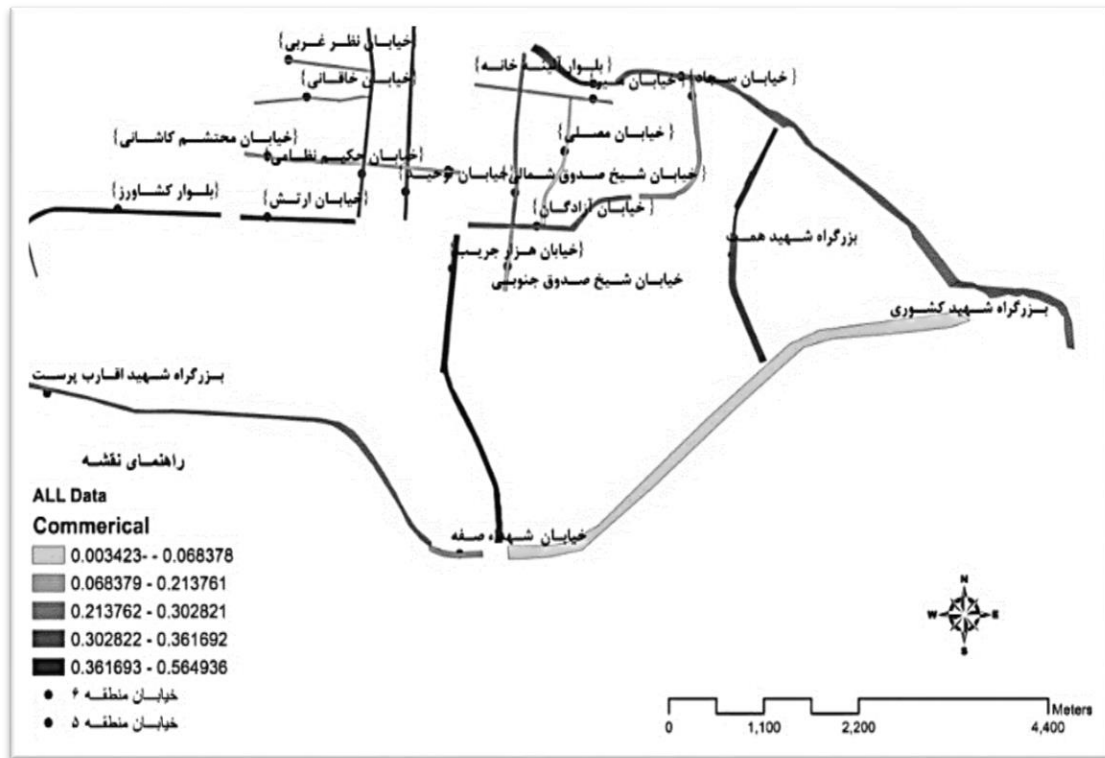 {خیابان نظر غربی}
{خیابان خاقانی}
{بلوار آئینه خانه}
{خیابان سجاد}
{خیابان محتشم کاشانی}
خیابان حکیم نظامی}
{خیابان مصلی}
{خیابان شیخ صدوق شمالی
{بلوار کشاورز}
{خیابان ارتش}
{خیابان آزادگان}
{خیابان هزار جریب
خیابان شیخ صدوق جنوبی
بزرگراه شهید همت
بزرگراه شهید کشوری
بزرگراه شهید اقارب پرست
خیابان شهداء صفه
راهنمای نقشه
ALL Data
Commerical
0.003423- - 0.068378
0.068379 - 0.213761
0.213762 - 0.302821
0.302822 - 0.361692
0.361693 - 0.564936
خیابان منطقه ۶
خیابان منطقه ۵
N
W E
S
Meters
0 1,100 2,200 4,400